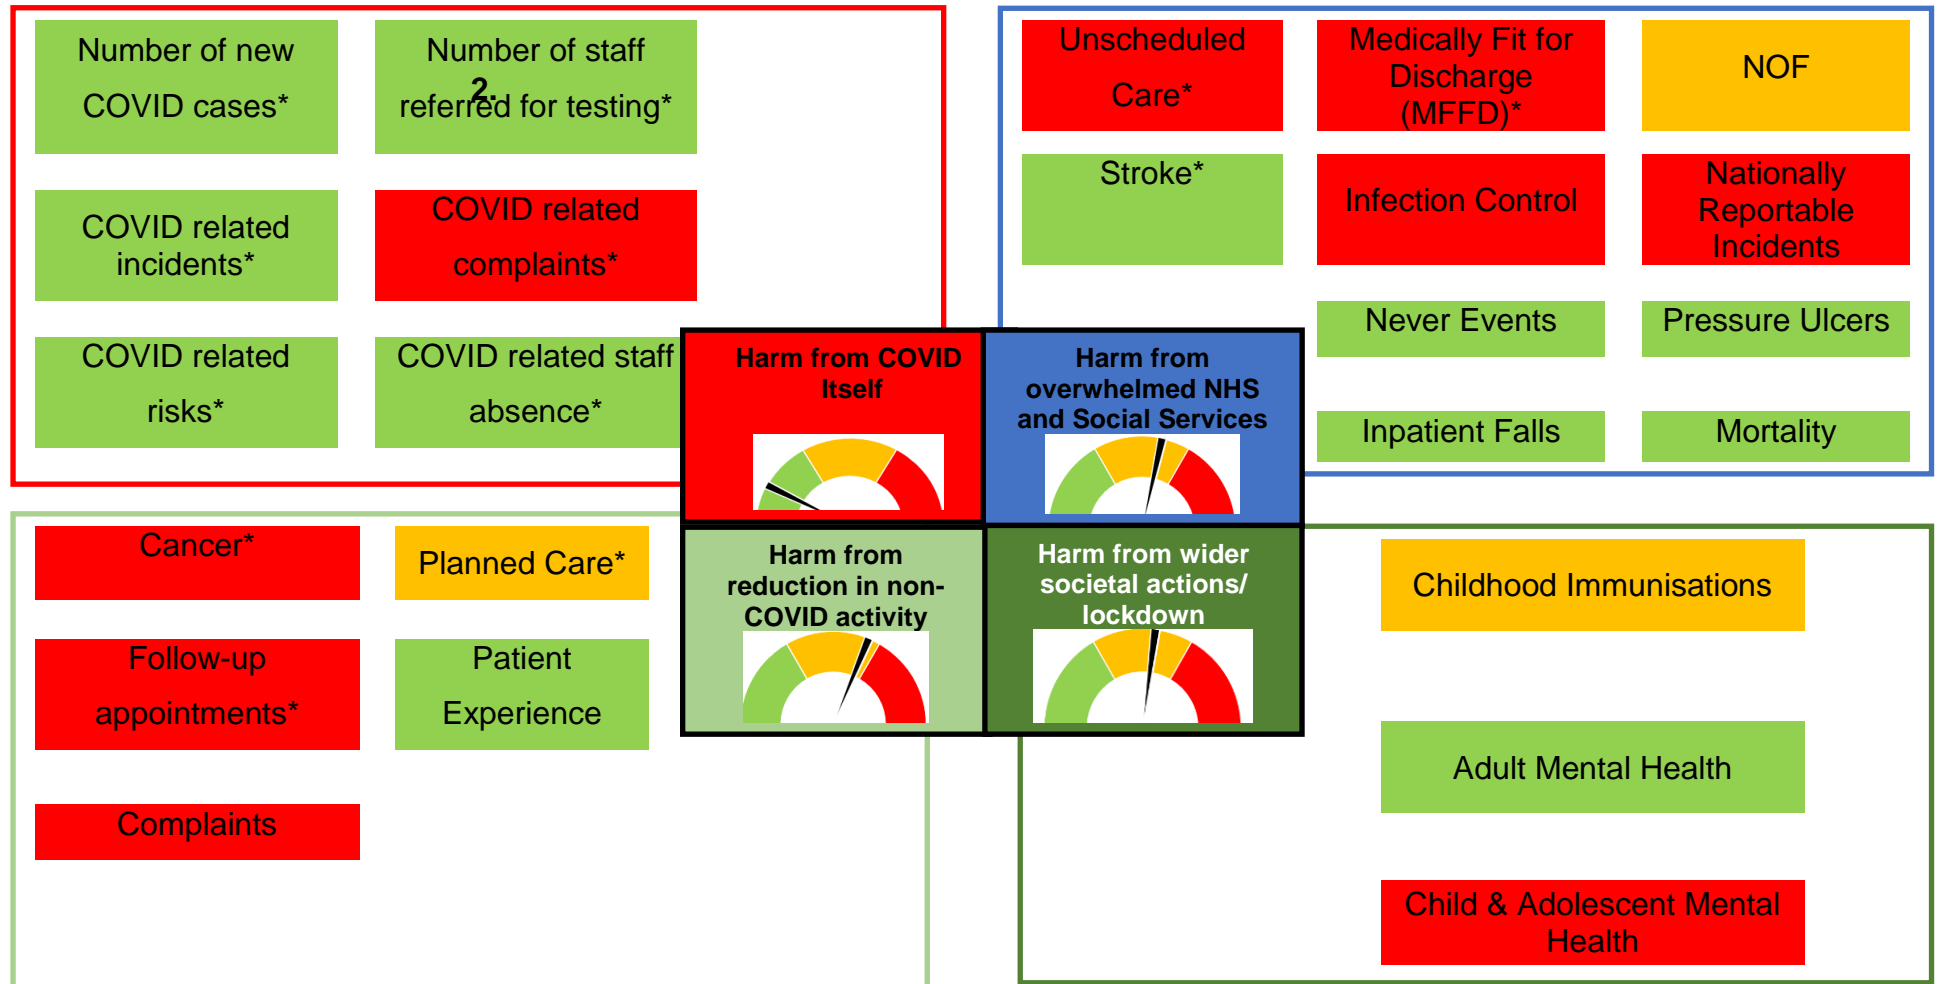 Number of new
COVID cases*
Number of staff
2.
referred for testing*
COVID related
incidents*
COVID related
complaints*
COVID related
risks*
COVID related staff
absence*
Unscheduled
Care*
Medically Fit for
Discharge
(MFFD)*
NOF
Stroke*
Infection Control
Nationally
Reportable
Incidents
Never Events
Pressure Ulcers
Inpatient Falls
Mortality
Harm from COVID
Itself
Harm from
overwhelmed NHS
and Social Services
Harm from
reduction in non-
COVID activity
Harm from wider
societal actions/
lockdown
Cancer*
Planned Care*
Follow-up
appointments*
Patient
Experience
Complaints
Childhood Immunisations
Adult Mental Health
Child & Adolescent Mental
Health